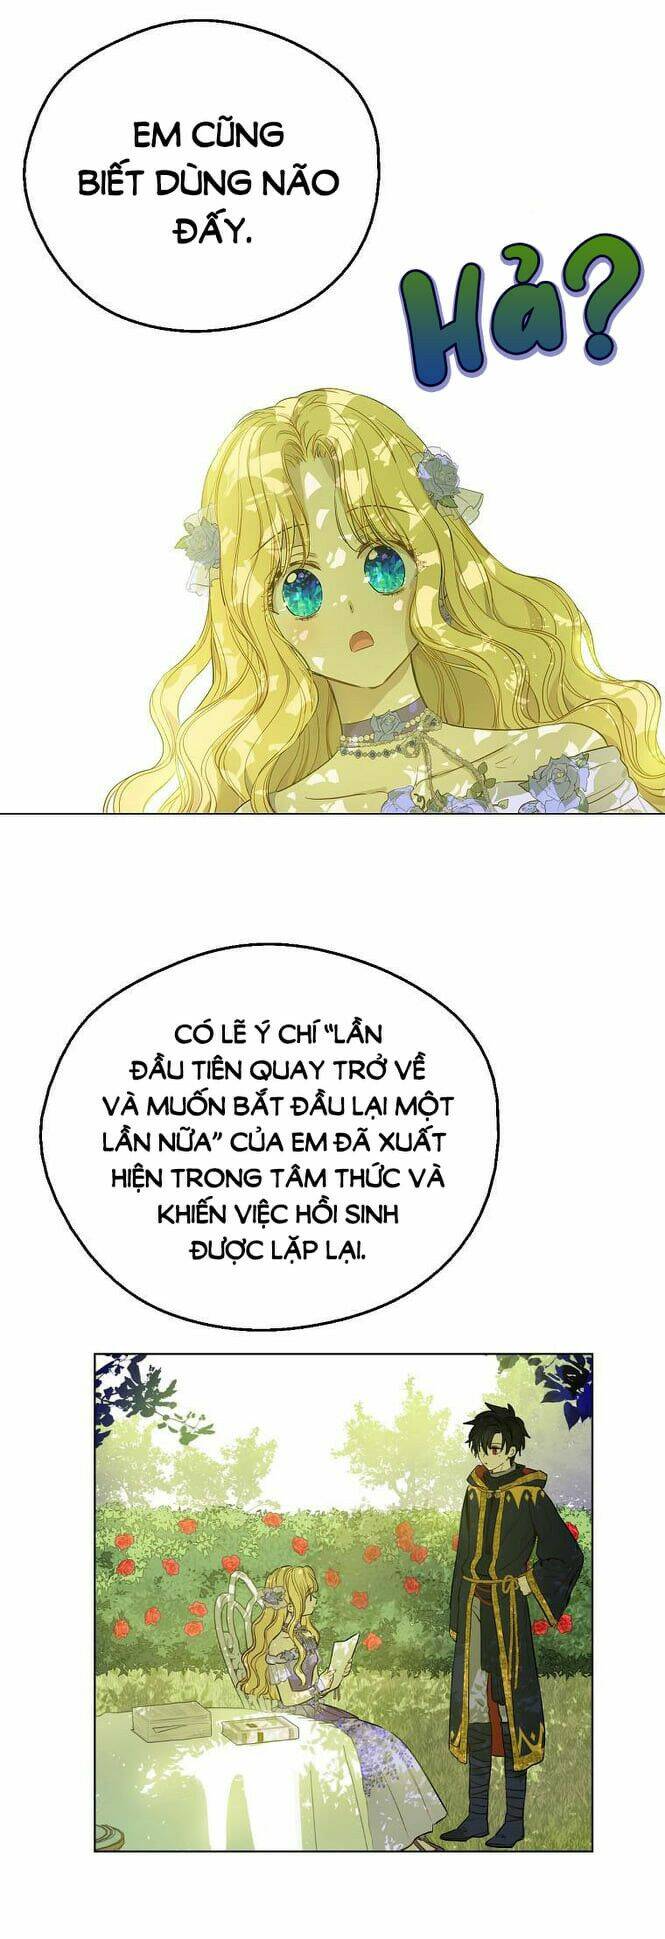 EM CŨNG
BIẾT DÙNG NÃO
ĐẤY.
HẢ?
CÓ LẼ Ý CHÍ "LẦN
ĐẦU TIÊN QUAY TRỞ VỀ
VÀ MUỐN BẮT ĐẦU LẠI MỘT
LẦN NỮA" CỦA EM ĐÃ XUẤT
HIỆN TRONG TÂM THỨC VÀ
KHIẾN VIỆC HỒI SINH
ĐƯỢC LẶP LẠI.